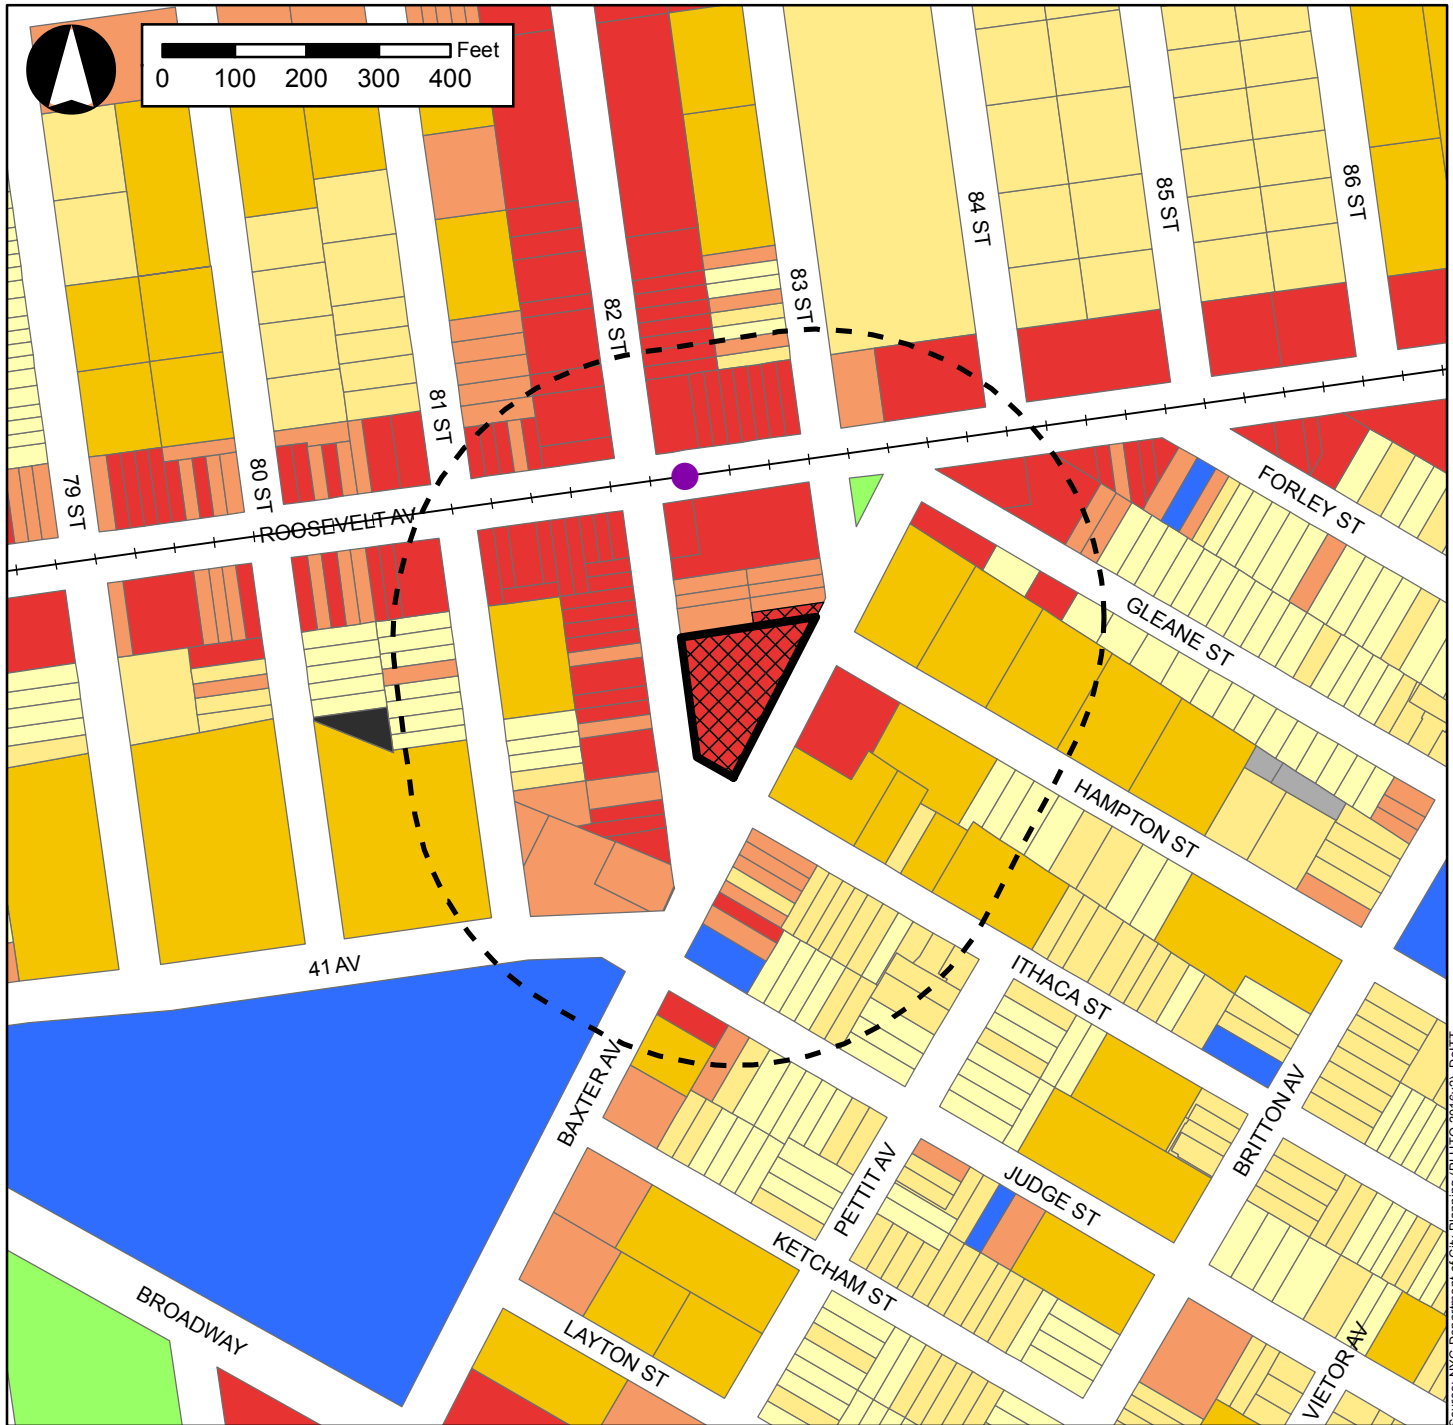 Feet
0 100 200 300 400
79 ST
80 ST
81 ST
82 ST
83 ST
84 ST
85 ST
86 ST
ROOSEVELT AV
FORLEY ST
GLEANE ST
HAMPTON ST
ITHACA ST
41 AV
BAXTER AV
PETTIT AV
JUDGE ST
BRITTON AV
KETCHAM ST
LAYTON ST
BROADWAY
VIETOR AV